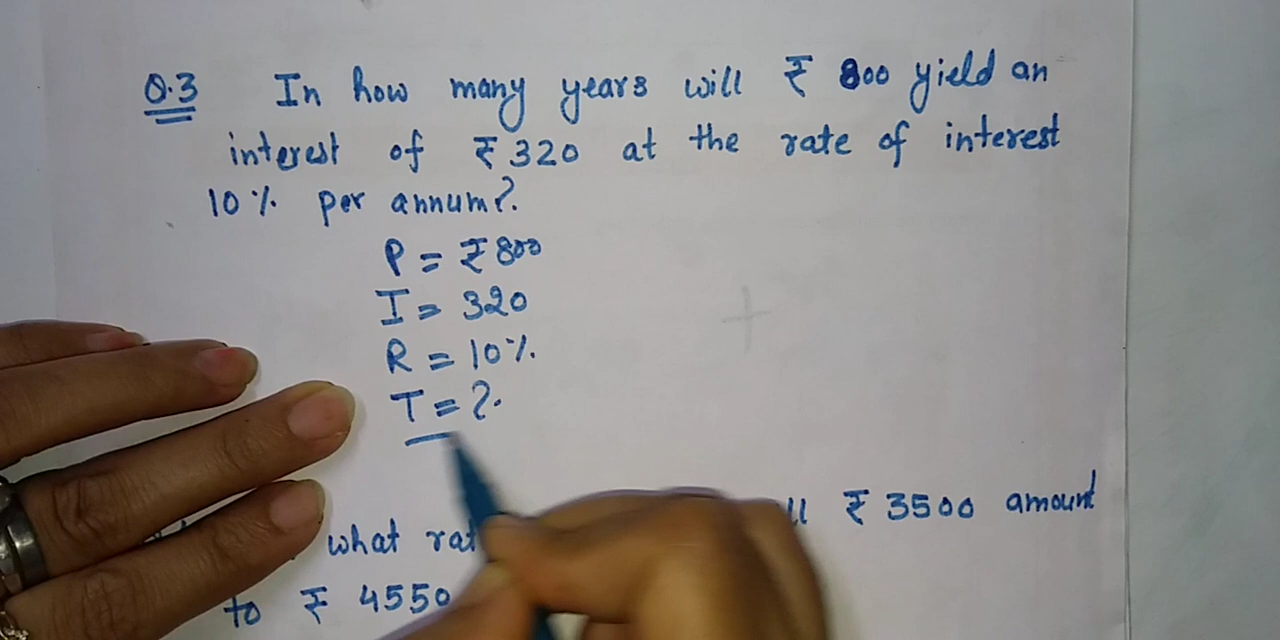 Q.3 In how many years will ₹ 800 yield an
interest of ₹ 320 at the rate of interest
10% per annum?
P = ₹ 800
I = 320
R = 10%
T = ?
₹ 3500 amount
what
to ₹ 4550